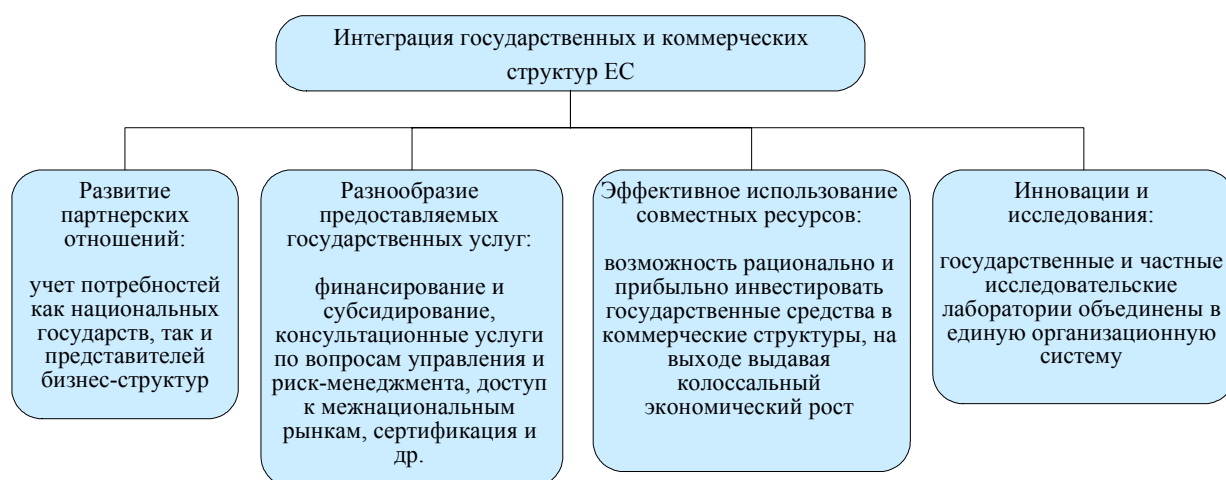 Интеграция государственных и коммерческих
структур ЕС
Развитие
партнерских
отношений:
учет потребностей
как национальных
государств, так и
представителей
бизнес-структур
Разнообразие
предоставляемых
государственных услуг:
финансирование и
субсидирование,
консультационные услуги
по вопросам управления и
риск-менеджмента, доступ
к межнациональным
рынкам, сертификация и
др.
Эффективное использование
совместных ресурсов:
возможность рационально и
прибыльно инвестировать
государственные средства в
коммерческие структуры, на
выходе выдавая
колоссальный
экономический рост
Инновации и
исследования:
государственные и частные
исследовательские
лаборатории объединены в
единую организационную
систему